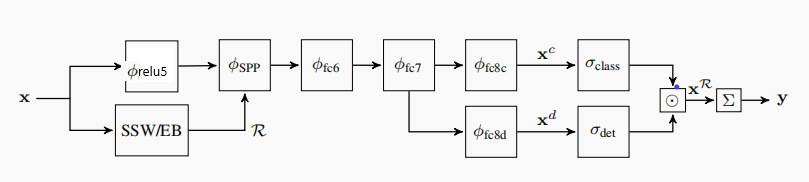 x
ϕrelu5
SSW/EB
ℛ
ϕSPP
ϕfc6
ϕfc7
ϕfc8c
x^c
σclass
ϕfc8d
x^d
σdet
⊙
x^ℛ
Σ
y